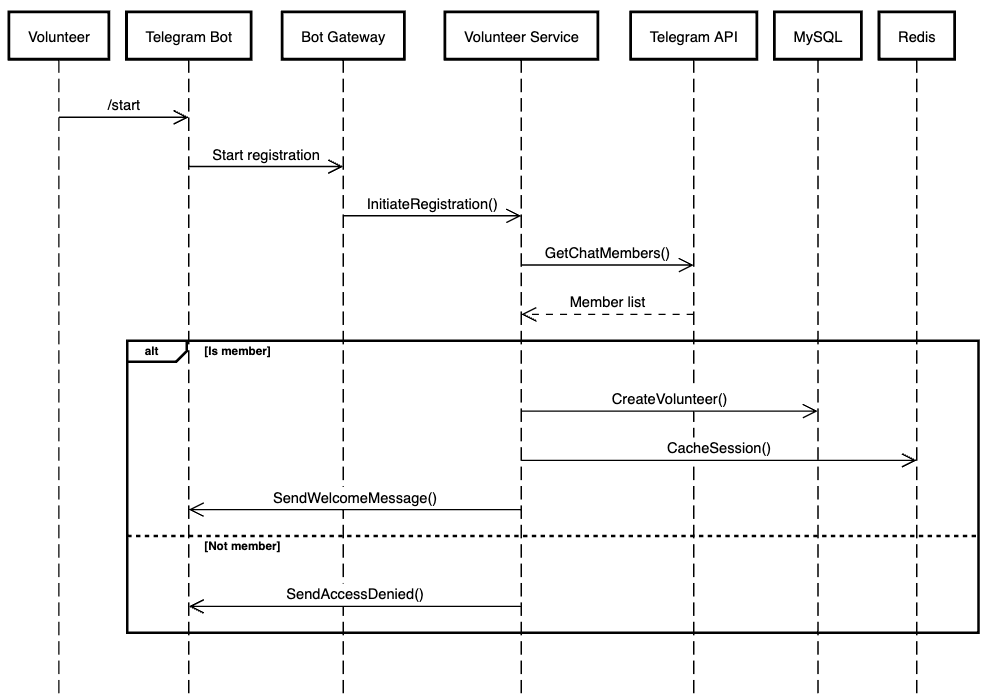 Volunteer
Telegram Bot
Bot Gateway
Volunteer Service
Telegram API
MySQL
Redis
/start
Start registration
InitiateRegistration()
GetChatMembers()
Member list
alt
[Is member]
CreateVolunteer()
CacheSession()
SendWelcomeMessage()
[Not member]
SendAccessDenied()